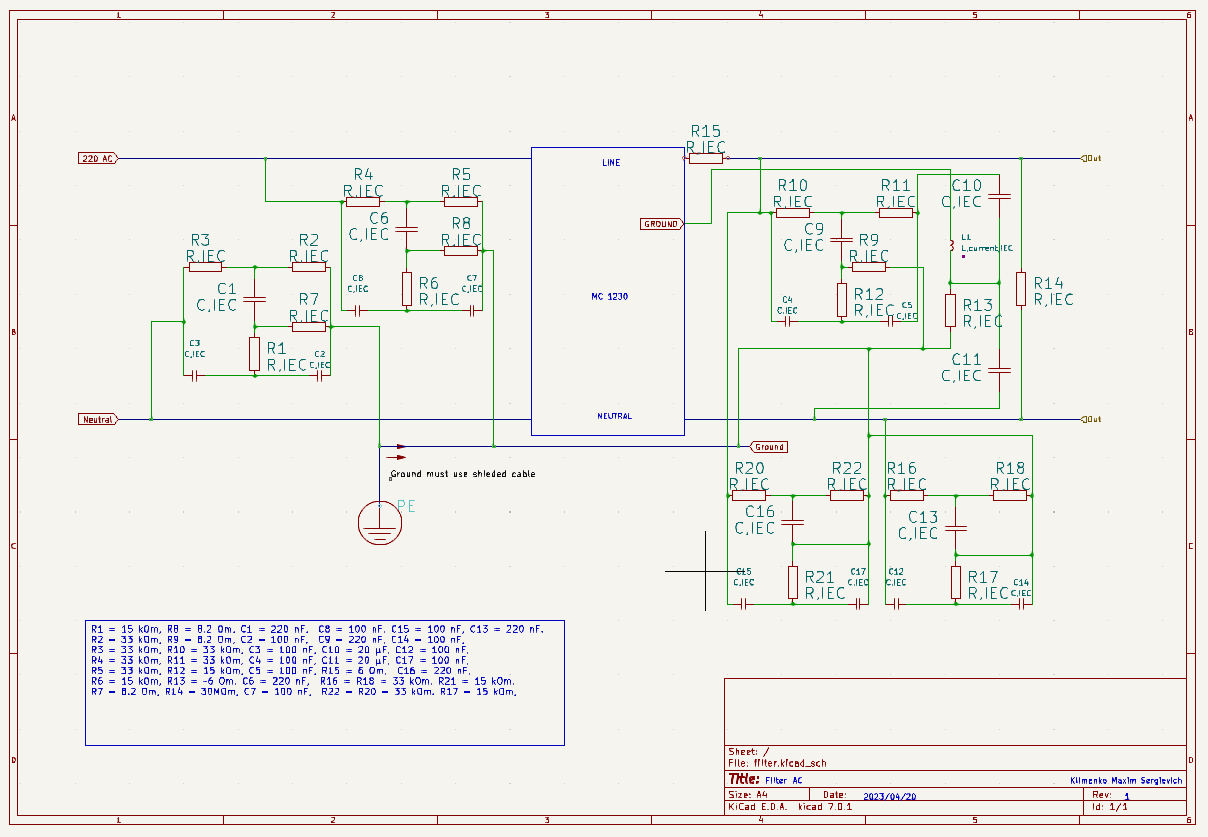 1 2 3 4 5 6
A
A
R15
R,IEC
220 AC
LINE
Out
R4 R5
R,IEC R,IEC
R10 R11 C10
R,IEC R,IEC C,IEC
C6 R8
C,IEC R,IEC
GROUND
C9 R9
C,IEC R,IEC
L1
L,current,IEC
R3 R2
R,IEC R,IEC
C8
C,IEC
R6
R,IEC
C7
C,IEC
R14
R,IEC
C1
C,IEC
R7
R,IEC
MC 1230
C4
C,IEC
R12
R,IEC
C5
C,IEC
R13
R,IEC
B
B
C3
C,IEC
R1
R,IEC
C2
C,IEC
C11
C,IEC
Neutral
NEUTRAL
Out
Ground
Ground must use shieded cable
PE
R20 R22 R16 R18
R,IEC R,IEC R,IEC R,IEC
C16 C13
C,IEC C,IEC
C
C
C15
C,IEC
R21
R,IEC
C17
C,IEC
C12
C,IEC
R17
R,IEC
C14
C,IEC
R1 = 15 kOm, R8 = 8.2 Om, C1 = 220 nF, C8 = 100 nF, C15 = 100 nF, C13 = 220 nF,
R2 = 33 kOm, R9 = 8.2 Om, C2 = 100 nF, C9 = 220 nF, C14 = 100 nF,
R3 = 33 kOm, R10 = 33 kOm, C3 = 100 nF, C10 = 20 µF, C12 = 100 nF,
R4 = 33 kOm, R11 = 33 kOm, C4 = 100 nF, C11 = 20 µF, C17 = 100 nF,
R5 = 33 kOm, R12 = 15 kOm, C5 = 100 nF, R15 = 6 Om, C16 = 220 nF,
R6 = 15 kOm, R13 = -6 Om, C6 = 220 nF, R16 = R18 = 33 kOm, R21 = 15 kOm,
R7 = 8.2 Om, R14 = 30MOm, C7 = 100 nF, R22 = R20 = 33 kOm, R17 = 15 kOm,
D
D
Sheet: /
File: filter.kicad_sch
Title: Filter AC
Klimenko Maxim Sergievich
Size: A4 Date: 2023/04/20 Rev: 1
KiCad E.D.A. kicad 7.0.1 Id: 1/1
1 2 3 4 5 6